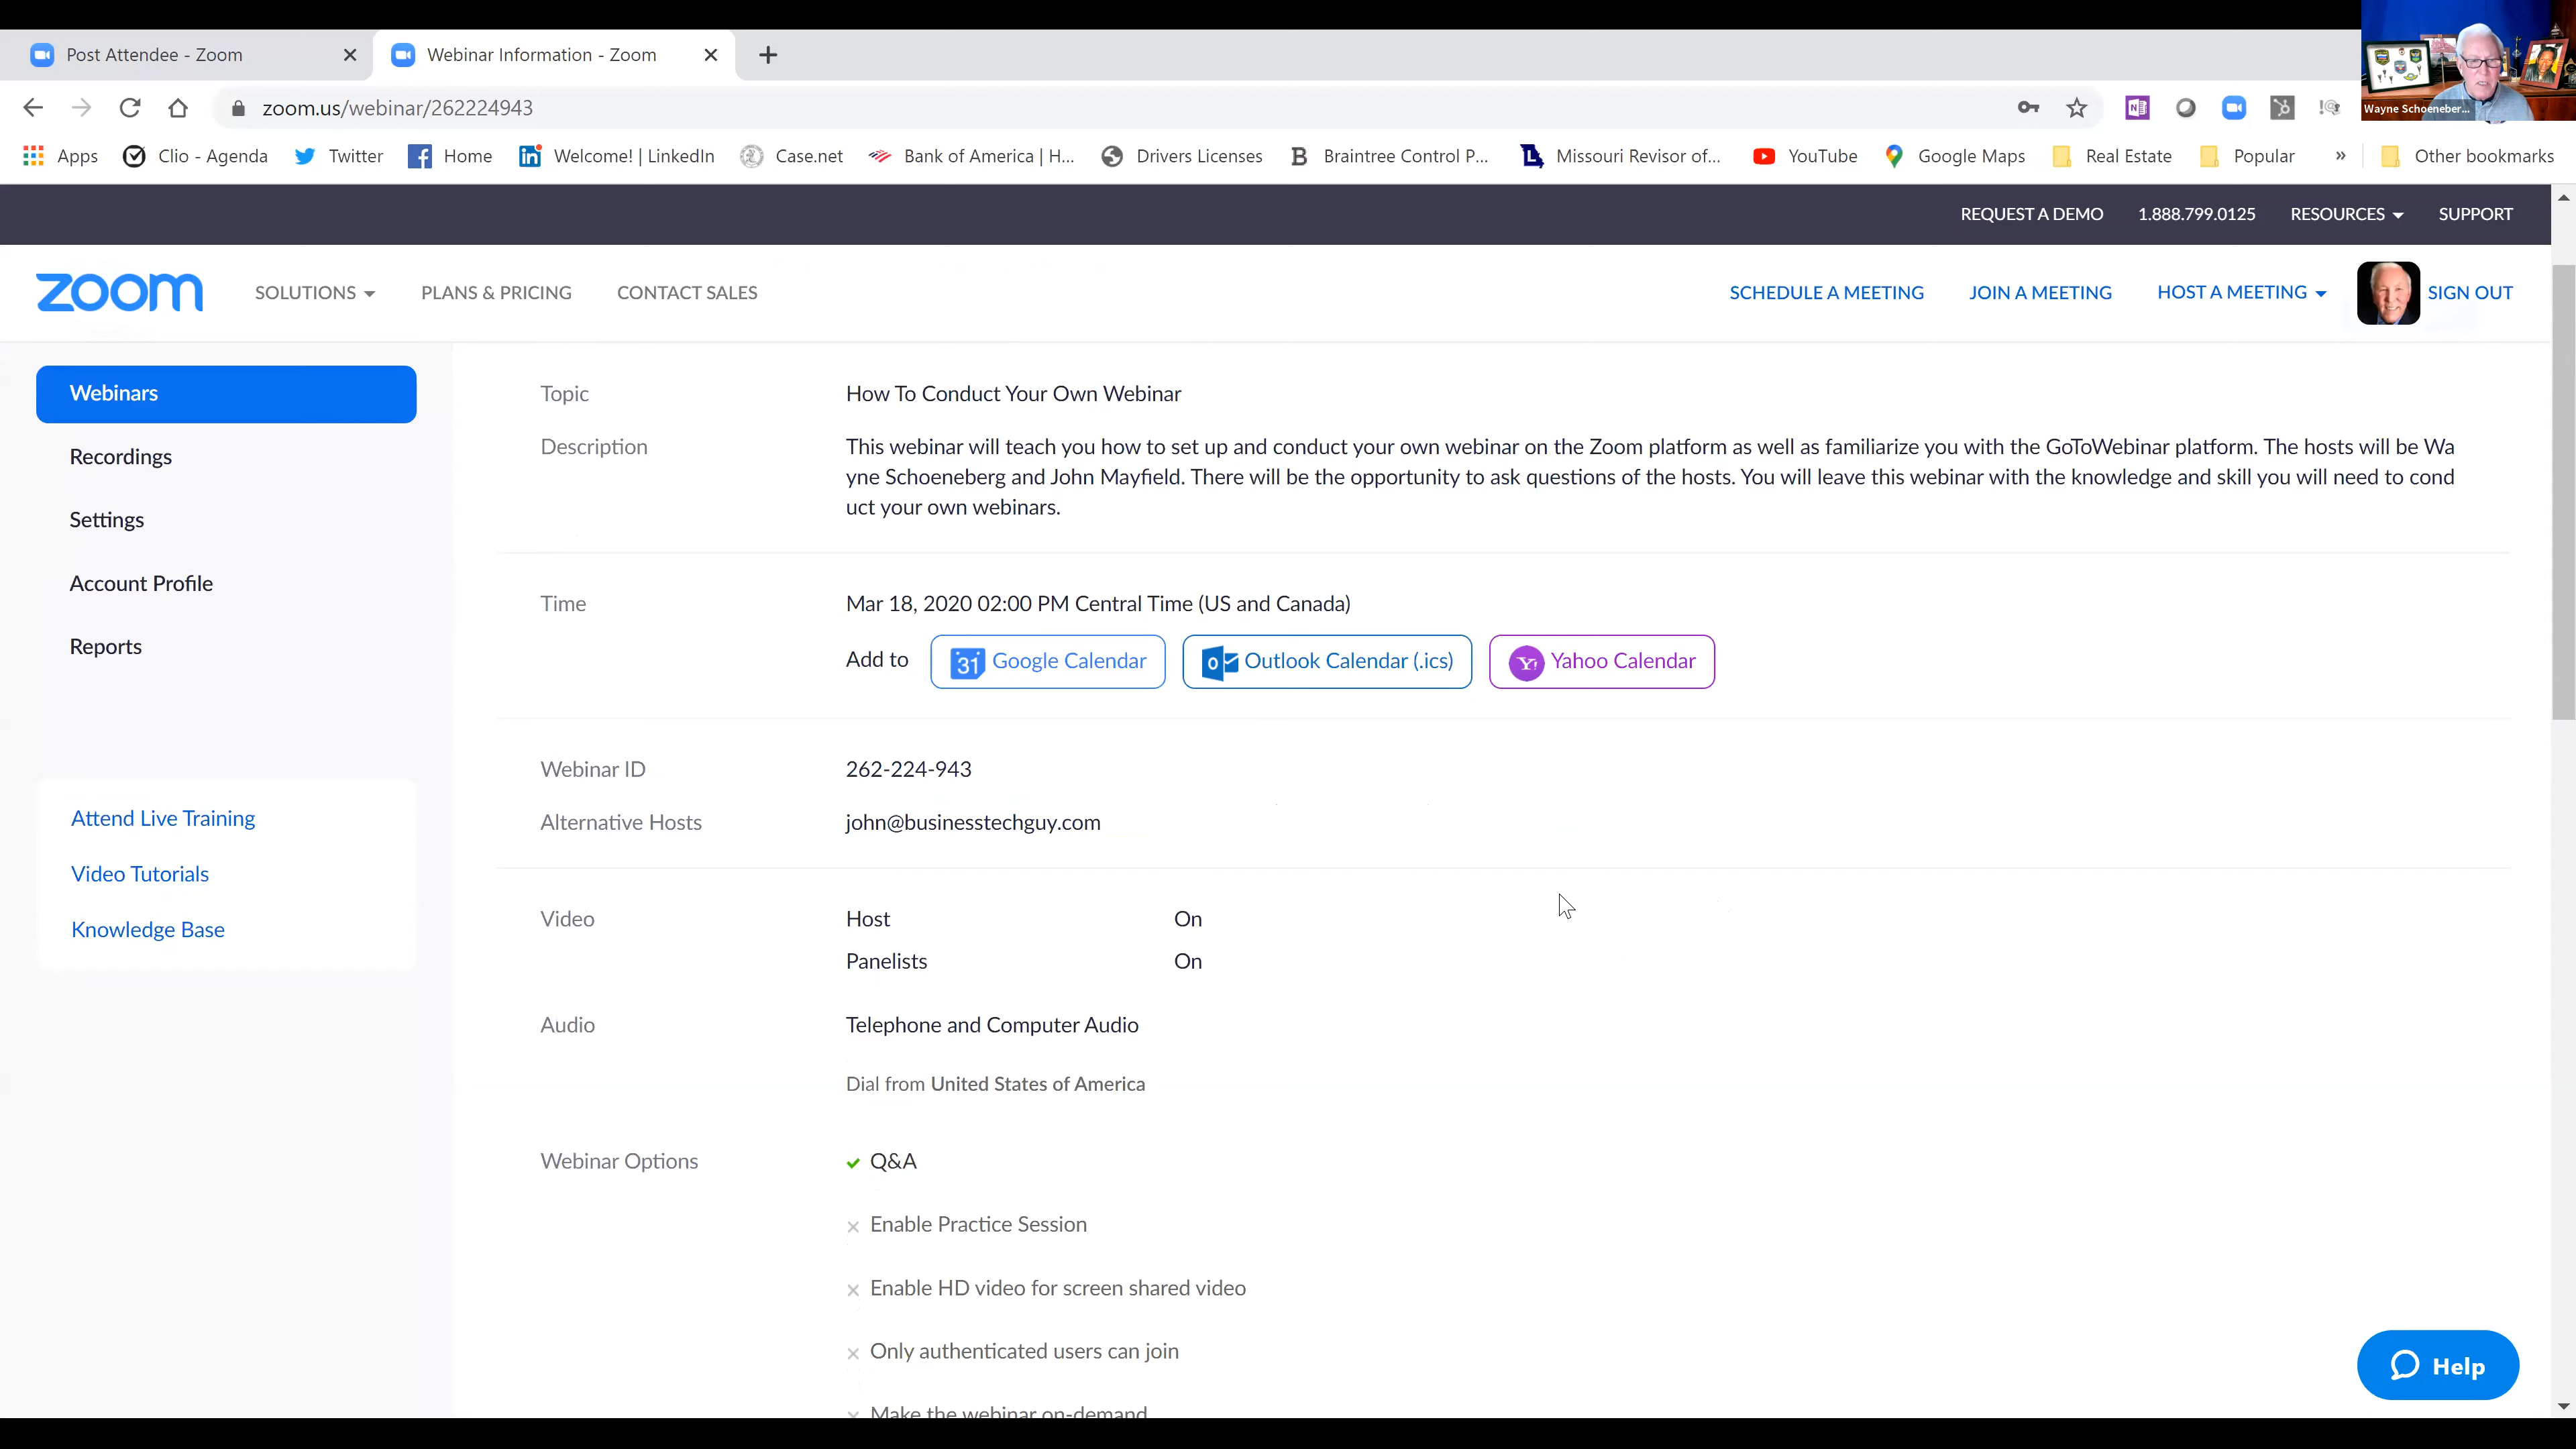 Post Attendee - Zoom
Webinar Information - Zoom
zoom.us/webinar/262224943
Wayne Schoeneber...
Apps
Clio - Agenda
Twitter
Home
Welcome! | LinkedIn
Case.net
Bank of America | H...
Drivers Licenses
Braintree Control P...
Missouri Revisor of...
YouTube
Google Maps
Real Estate
Popular
»
Other bookmarks
REQUEST A DEMO
1.888.799.0125
RESOURCES
SUPPORT
zoom
SOLUTIONS
PLANS & PRICING
CONTACT SALES
SCHEDULE A MEETING
JOIN A MEETING
HOST A MEETING
SIGN OUT
Webinars
Recordings
Settings
Account Profile
Reports
Attend Live Training
Video Tutorials
Knowledge Base
Topic
How To Conduct Your Own Webinar
Description
This webinar will teach you how to set up and conduct your own webinar on the Zoom platform as well as familiarize you with the GoToWebinar platform. The hosts will be Wa
yne Schoeneberg and John Mayfield. There will be the opportunity to ask questions of the hosts. You will leave this webinar with the knowledge and skill you will need to cond
uct your own webinars.
Time
Mar 18, 2020 02:00 PM Central Time (US and Canada)
Add to
31 Google Calendar
Outlook Calendar (.ics)
Yahoo Calendar
Webinar ID
262-224-943
Alternative Hosts
john@businesstechguy.com
Video
Host On
Panelists On
Audio
Telephone and Computer Audio
Dial from United States of America
Webinar Options
Q&A
Enable Practice Session
Enable HD video for screen shared video
Only authenticated users can join
Make the webinar on-demand
Help